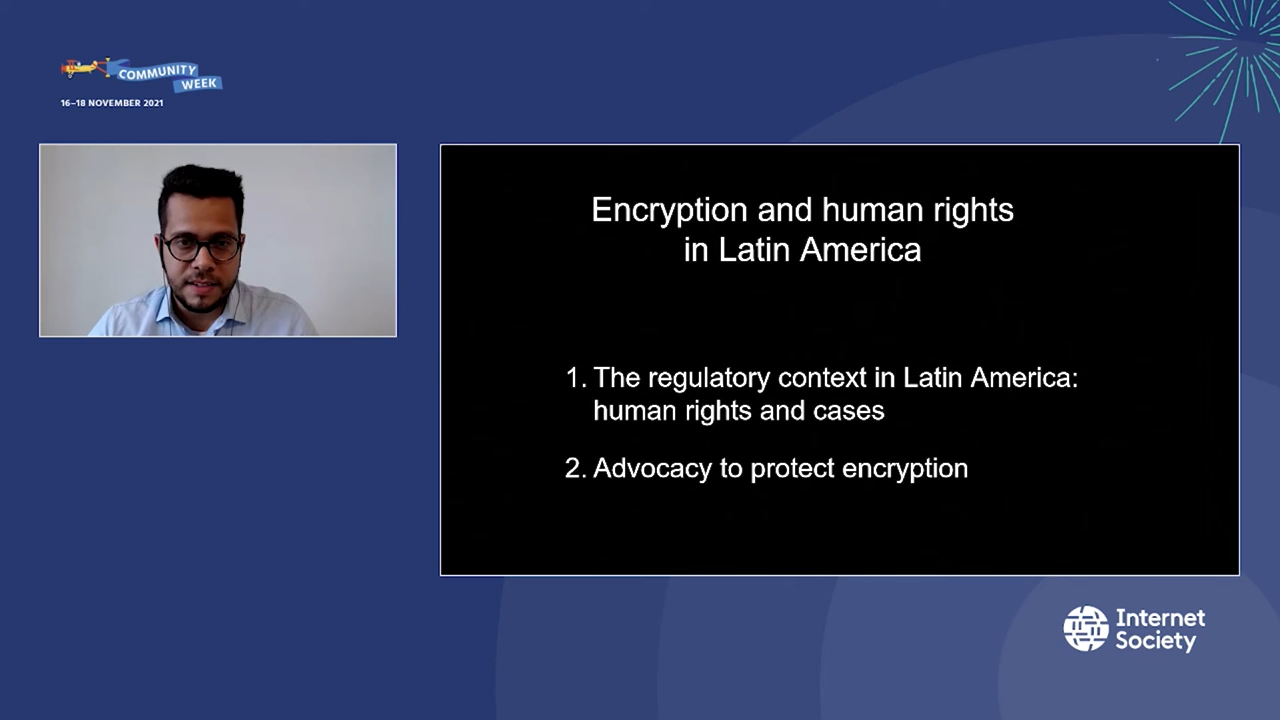 COMMUNITY
WEEK
16–18 NOVEMBER 2021
Encryption and human rights
in Latin America
1. The regulatory context in Latin America:
human rights and cases
2. Advocacy to protect encryption
Internet
Society